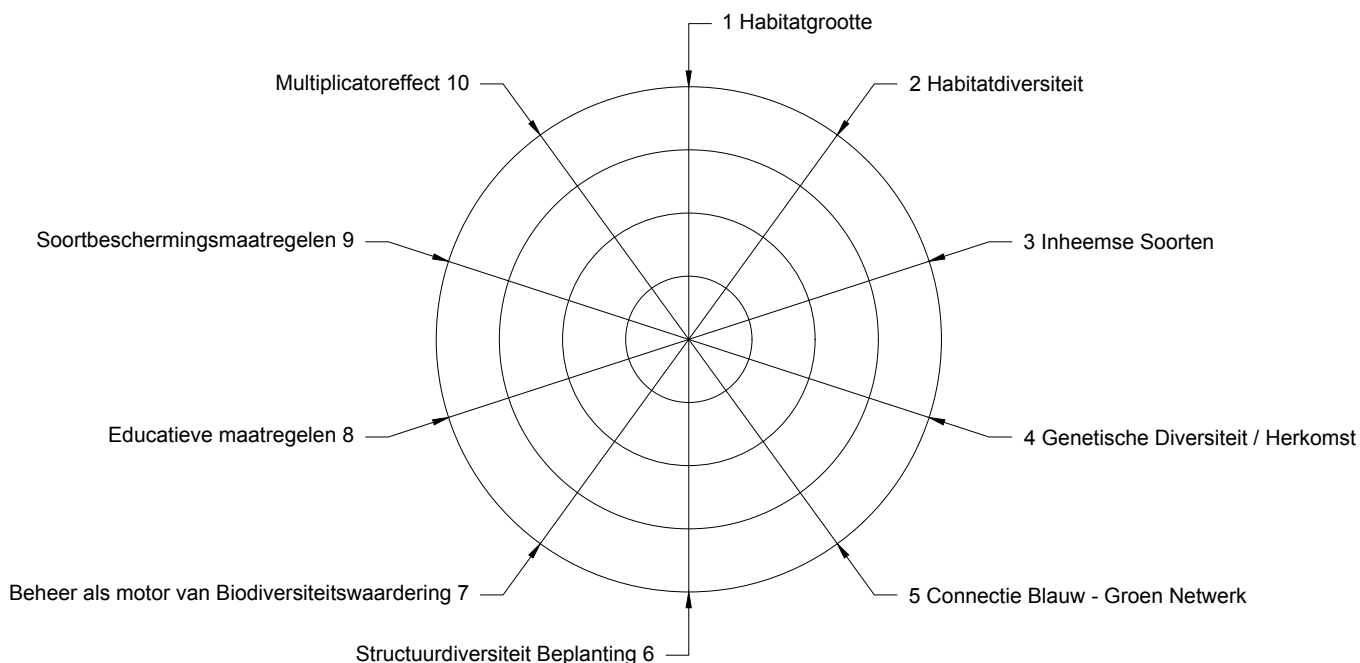 1 Habitatgrootte
Multiplicatoreffect 10
2 Habitatdiversiteit
Soortbeschermingsmaatregelen 9
3 Inheemse Soorten
Educatieve maatregelen 8
4 Genetische Diversiteit / Herkomst
Beheer als motor van Biodiversiteitswaardering 7
5 Connectie Blauw - Groen Netwerk
Structuurdiversiteit Beplanting 6